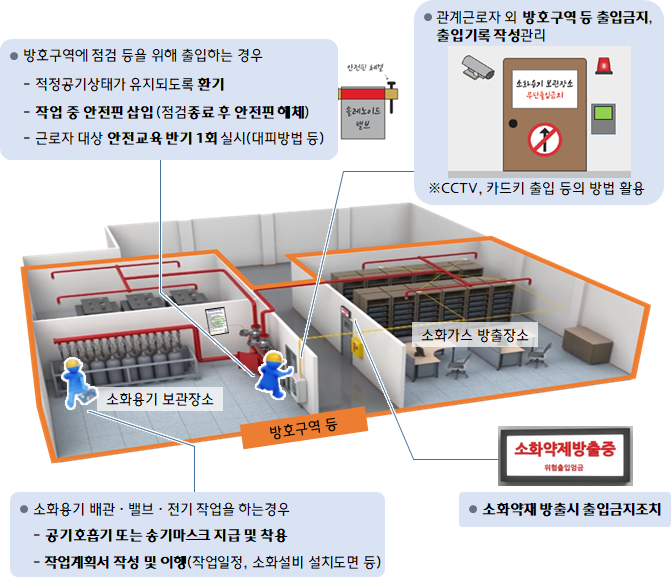 방호구역에 점검 등을 위해 출입하는 경우
- 적정공기상태가 유지되도록 환기
- 작업 중 안전핀 삽입(점검종료 후 안전핀 해체)
- 근로자 대상 안전교육 반기 1회 실시(대피방법 등)
안전핀 체결
솔레노이드
밸브
관계근로자 외 방호구역 등 출입금지,
출입기록 작성관리
소화용기 보관장소
무단출입금지
※CCTV, 카드키 출입 등의 방법 활용
소화가스 방출장소
소화용기 보관장소
방호구역 등
소화약제방출중
위험출입엄금
소화용기 배관·밸브·전기 작업을 하는경우
- 공기호흡기 또는 송기마스크 지급 및 착용
- 작업계획서 작성 및 이행(작업일정, 소화설비 설치도면 등)
소화약재 방출시 출입금지조치